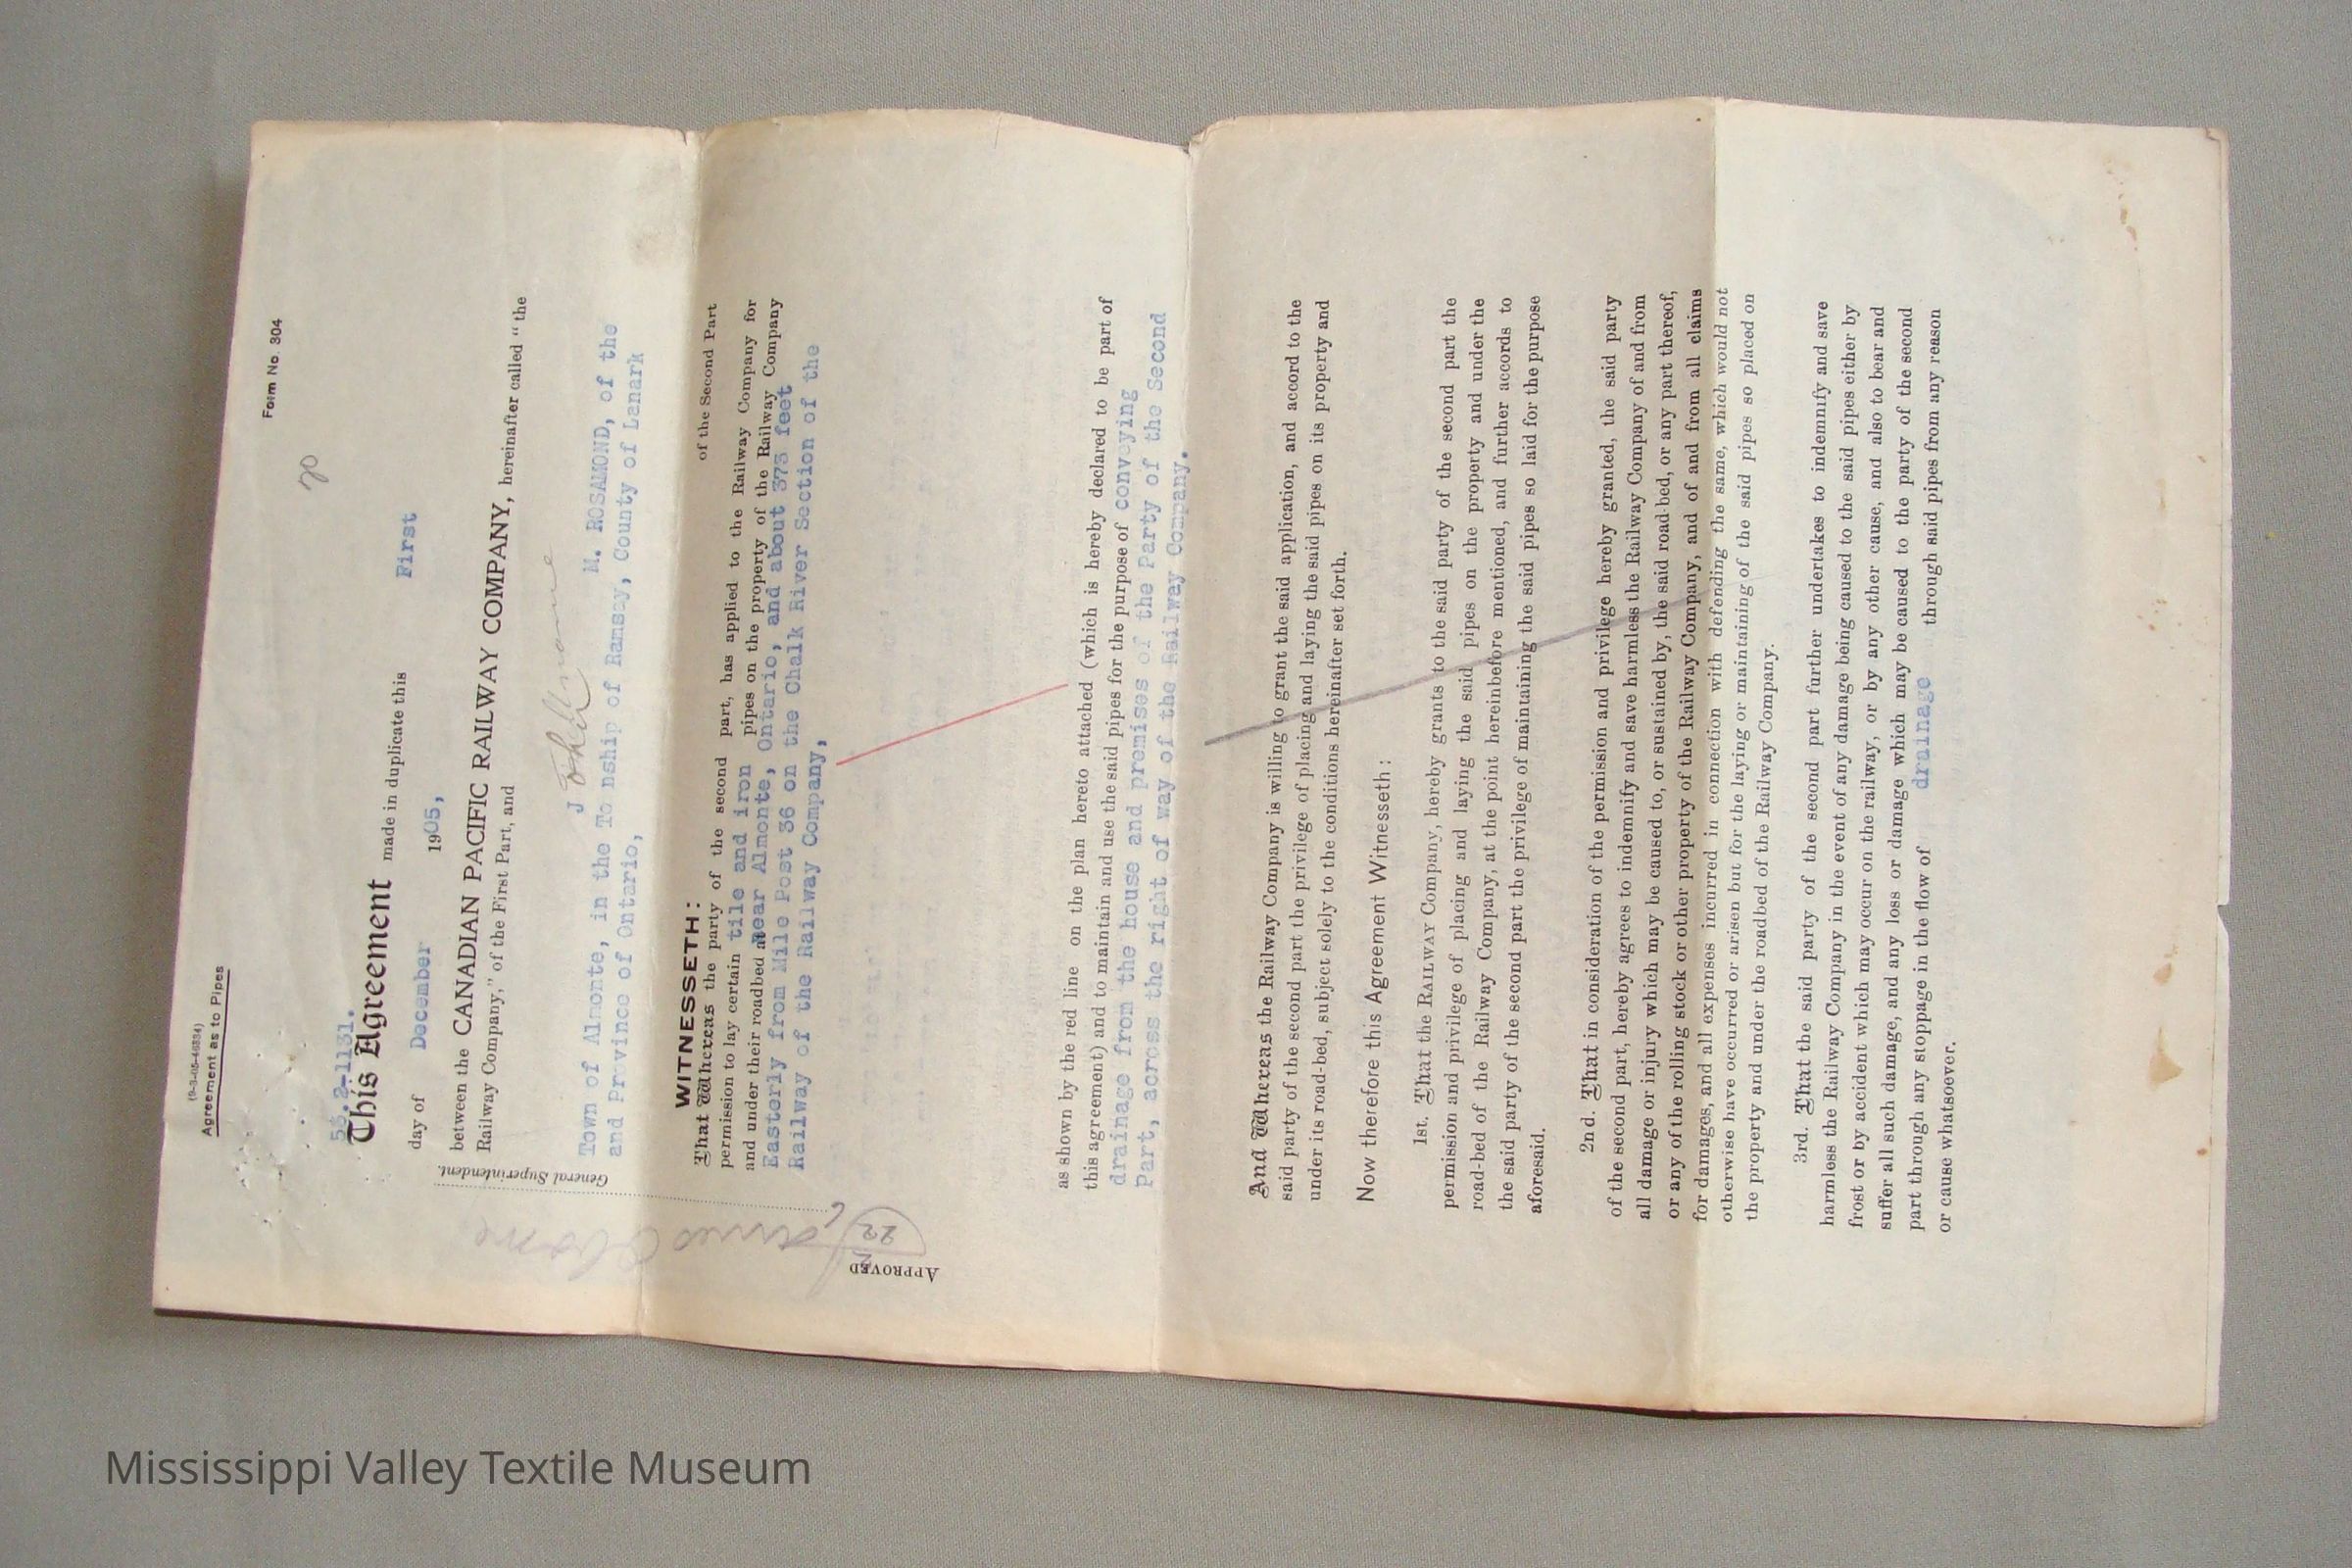 (9-3-05-46834)
Agreement as to Pipes
Form No. 304
This Agreement made in duplicate this First
day of December 1905,
between the CANADIAN PACIFIC RAILWAY COMPANY, hereinafter called "the
Railway Company," of the First Part, and
J M. ROSAMOND, of the
Town of Almonte, in the To nship of Ramsay, County of Lanark
and Province of Ontario,
of the Second Part
WITNESSETH:
That Whereas the party of the second part, has applied to the Railway Company for
permission to lay certain tile and iron pipes on the property of the Railway Company
and under their roadbed at near Almonte, Ontario, and about 373 feet
Easterly from Mile Post 36 on the Chalk River Section of the
Railway of the Railway Company,
as shown by the red line on the plan hereto attached (which is hereby declared to be part of
this agreement) and to maintain and use the said pipes for the purpose of conveying
drainage from the house and premises of the Party of the Second
Part, across the right of way of the Railway Company.
And Whereas the Railway Company is willing to grant the said application, and accord to the
said party of the second part the privilege of placing and laying the said pipes on its property and
under its road-bed, subject solely to the conditions hereinafter set forth.
Now therefore this Agreement Witnesseth:
1st. That the RAILWAY Company, hereby grants to the said party of the second part the
permission and privilege of placing and laying the said pipes on the property and under the
road-bed of the Railway Company, at the point hereinbefore mentioned, and further accords to
the said party of the second part the privilege of maintaining the said pipes so laid for the purpose
aforesaid.
2nd. That in consideration of the permission and privilege hereby granted, the said party
of the second part, hereby agrees to indemnify and save harmless the Railway Company of and from
all damage or injury which may be caused to, or sustained by, the said road bed, or any part thereof,
or any of the rolling stock or other property of the Railway Company, and of and from all claims
for damages, and all expenses incurred in connection with defending the same, which would not
otherwise have occurred or arisen but for the laying or maintaining of the said pipes so placed on
the property and under the roadbed of the Railway Company.
3rd. That the said party of the second part further undertakes to indemnify and save
harmless the Railway Company in the event of any damage being caused to the said pipes either by
frost or by accident which may occur on the railway, or by any other cause, and also to bear and
suffer all such damage, and any loss or damage which may be caused to the party of the second
part through any stoppage in the flow of drainage through said pipes from any reason
or cause whatsoever.
APPROVED
General Superintendent.
Mississippi Valley Textile Museum